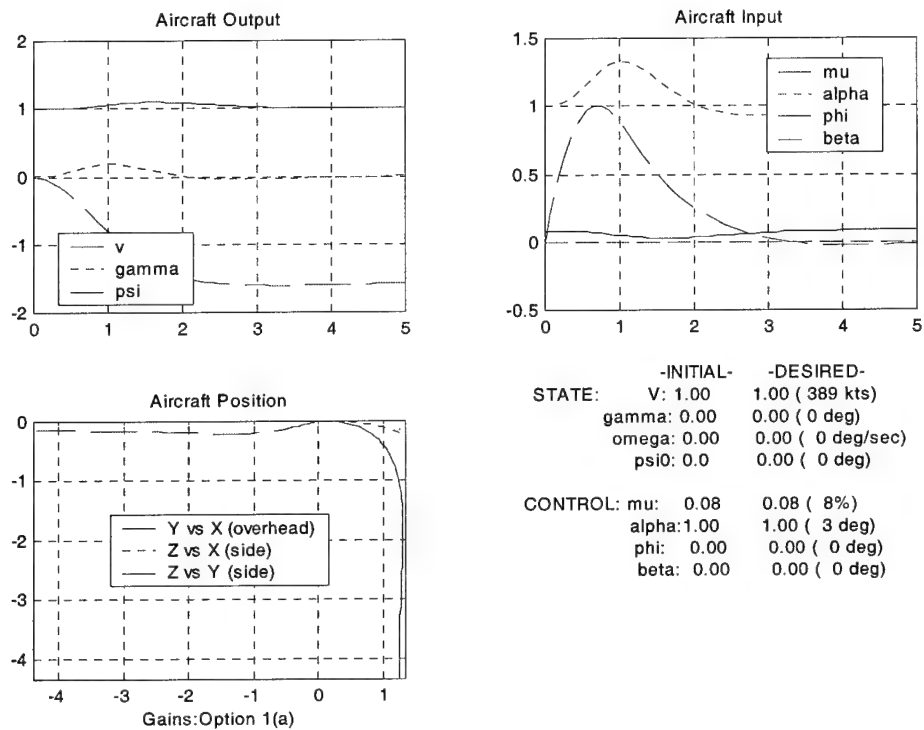 Aircraft Output
2
1
0
-1
-2
v
gamma
psi
0 1 2 3 4 5
Aircraft Input
1.5
1
0.5
0
-0.5
mu
alpha
phi
beta
0 1 2 3 4 5
Aircraft Position
0
-1
-2
-3
-4
Y vs X (overhead)
Z vs X (side)
Z vs Y (side)
-4 -3 -2 -1 0 1
Gains:Option 1(a)
-INITIAL- -DESIRED-
STATE: V: 1.00 1.00 ( 389 kts)
gamma: 0.00 0.00 ( 0 deg)
omega: 0.00 0.00 ( 0 deg/sec)
psi0: 0.0 0.00 ( 0 deg)
CONTROL: mu: 0.08 0.08 ( 8%)
alpha:1.00 1.00 ( 3 deg)
phi: 0.00 0.00 ( 0 deg)
beta: 0.00 0.00 ( 0 deg)